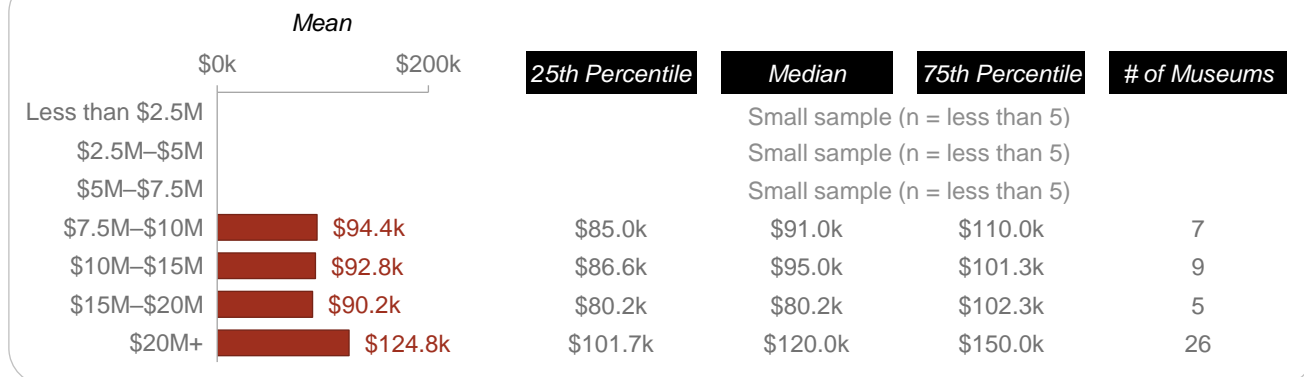 Mean
$0k $200k 25th Percentile Median 75th Percentile # of Museums
Less than $2.5M Small sample (n = less than 5)
$2.5M–$5M Small sample (n = less than 5)
$5M–$7.5M Small sample (n = less than 5)
$7.5M–$10M $94.4k $85.0k $91.0k $110.0k 7
$10M–$15M $92.8k $86.6k $95.0k $101.3k 9
$15M–$20M $90.2k $80.2k $80.2k $102.3k 5
$20M+ $124.8k $101.7k $120.0k $150.0k 26